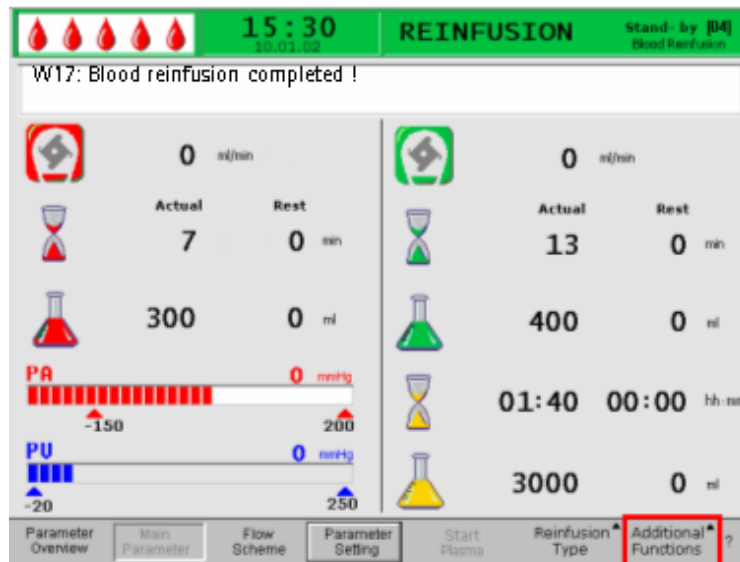 15:30
10.01.02
REINFUSION
Stand- by [04]
Blood Reinfusion
W17: Blood reinfusion completed !
0 ml/min
Actual Rest
7 0 min
300 0 ml
PA 0 mmHg
-150 200
PV 0 mmHg
-20 250
0 ml/min
Actual Rest
13 0 min
400 0 ml
01:40 00:00 hh:mm
3000 0 ml
Parameter Overview
Main Parameter
Flow Scheme
Parameter Setting
Start Plasma
Reinfusion Type
Additional Functions
?